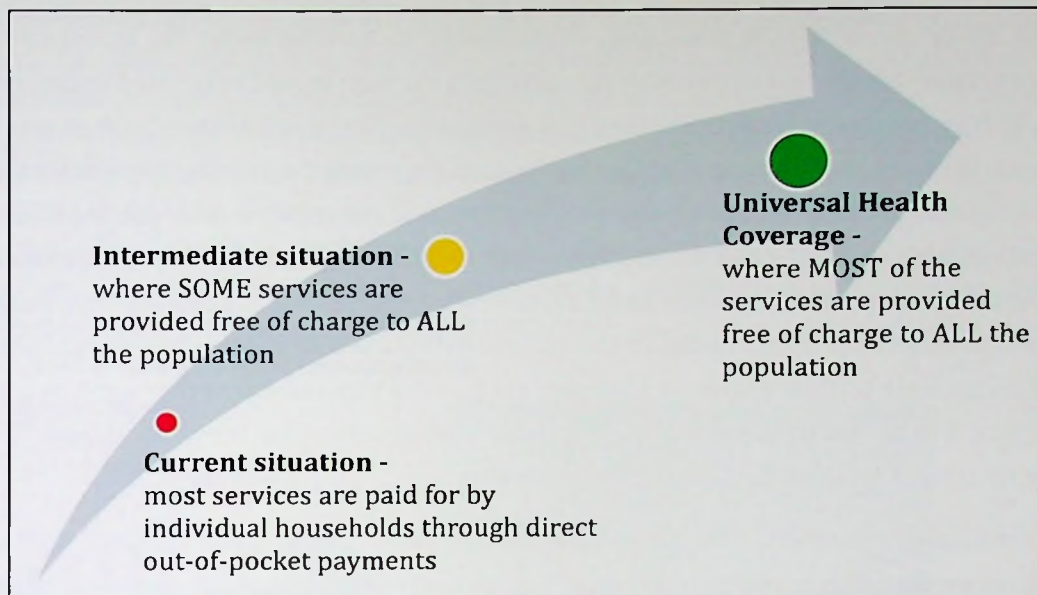 Intermediate situation -
where SOME services are
provided free of charge to ALL
the population
Universal Health
Coverage -
where MOST of the
services are provided
free of charge to ALL the
population
Current situation -
most services are paid for by
individual households through direct
out-of-pocket payments